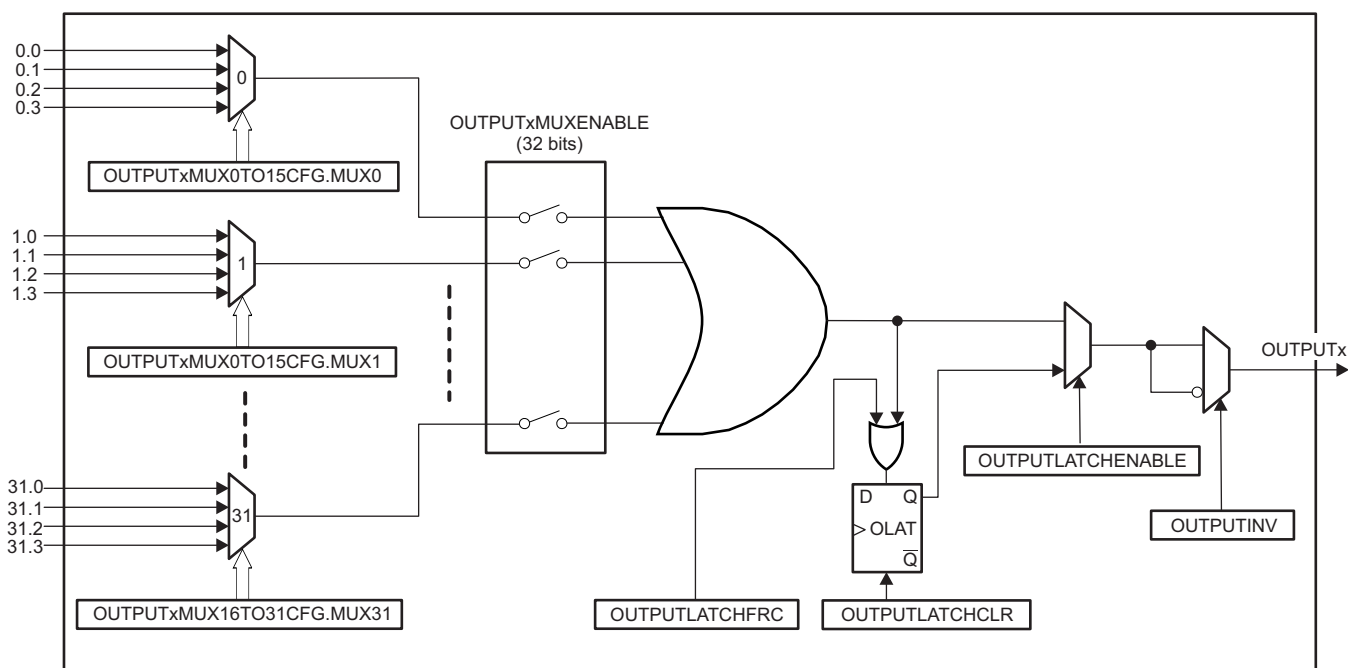 0.0
0.1
0.2
0.3
0
OUTPUTxMUX0TO15CFG.MUX0
OUTPUTxMUXENABLE
(32 bits)
1.0
1.1
1.2
1.3
1
OUTPUTxMUX0TO15CFG.MUX1
31.0
31.1
31.2
31.3
31
OUTPUTxMUX16TO31CFG.MUX31
OUTPUTLATCHFRC
D Q
OLAT
Q̅
OUTPUTLATCHCLR
OUTPUTLATCHENABLE
OUTPUTINV
OUTPUTx